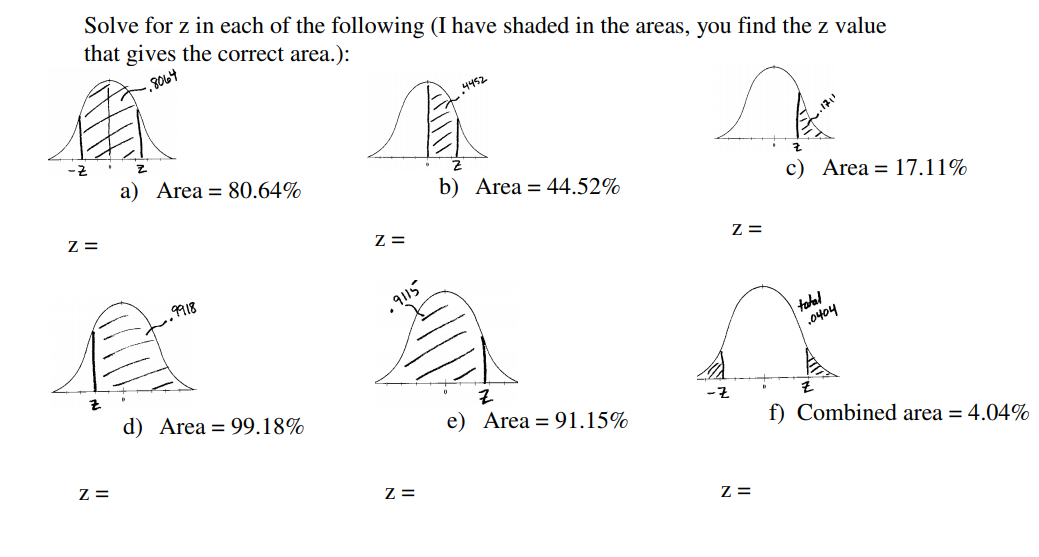 Solve for z in each of the following (I have shaded in the areas, you find the z value
that gives the correct area.):
.8064
-z z
a) Area = 80.64%
z =
.4452
z
b) Area = 44.52%
z =
.1711
z
c) Area = 17.11%
z =
.9918
z 0
d) Area = 99.18%
z =
.9115
0 z
e) Area = 91.15%
z =
total
.0404
-z 0 z
f) Combined area = 4.04%
z =